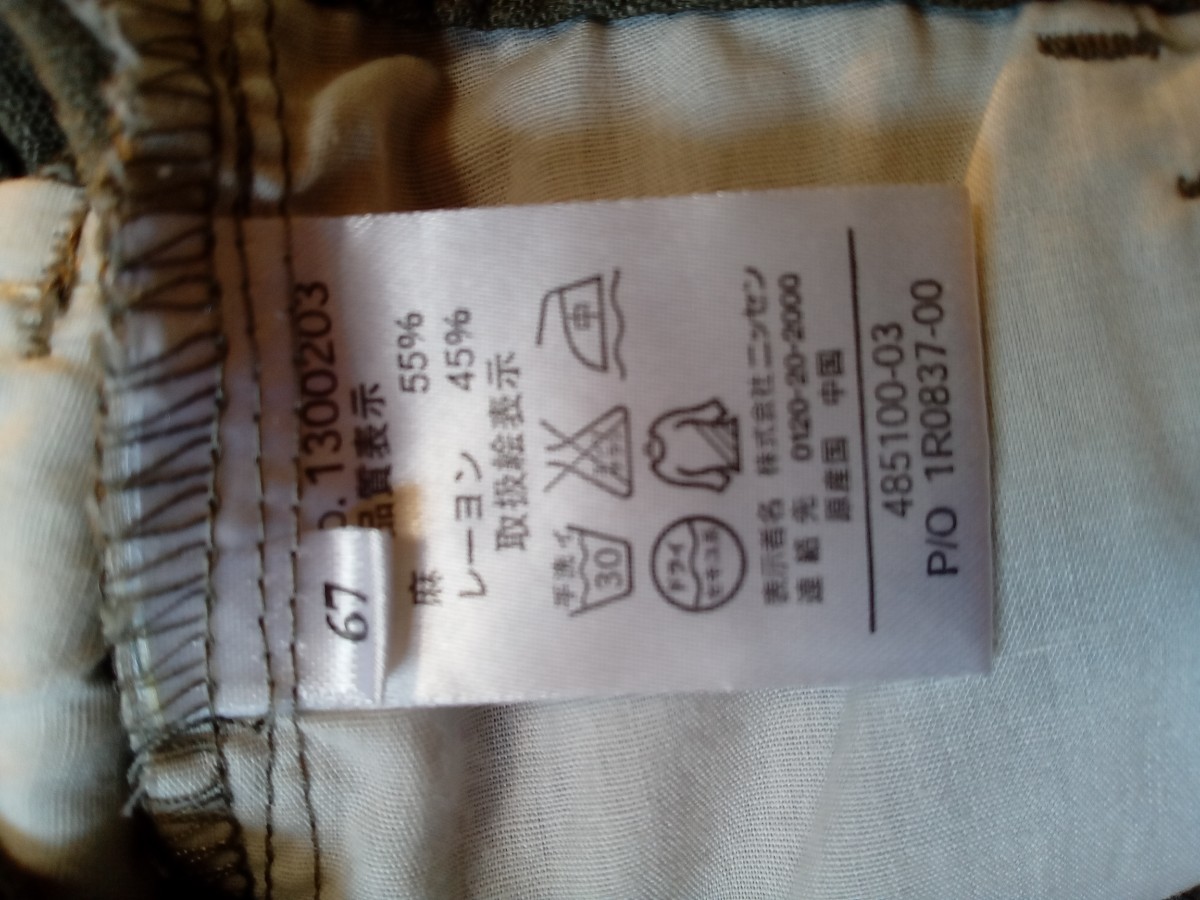 67
1300203
品質表示
麻 55%
レーヨン 45%
取扱絵表示
手洗イ 30
中
ドライ
セキユ系
表示者名 株式会社ニッセン
連絡先 0120-20-2000
原産国 中国
485100-03
P/O 1R0837-00